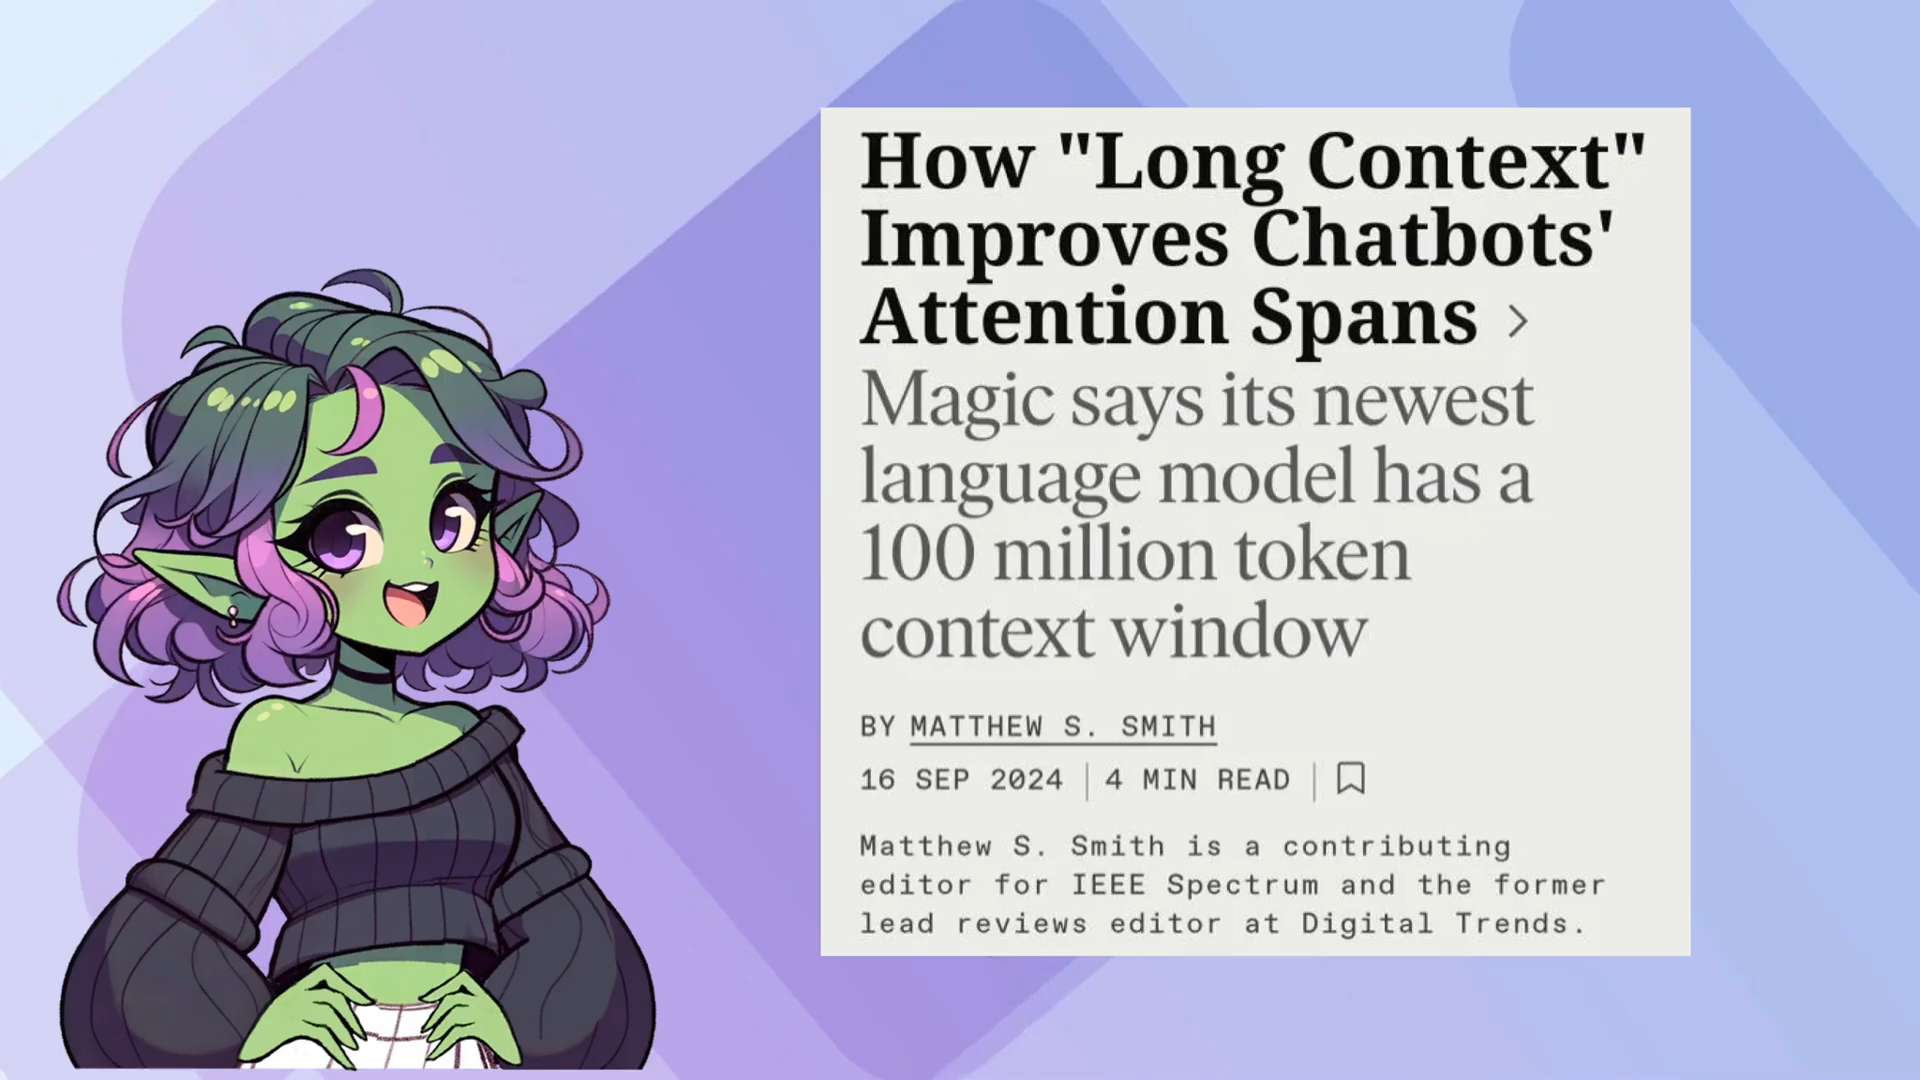 How "Long Context"
Improves Chatbots'
Attention Spans
Magic says its newest
language model has a
100 million token
context window
BY MATTHEW S. SMITH
16 SEP 2024 | 4 MIN READ |
Matthew S. Smith is a contributing
editor for IEEE Spectrum and the former
lead reviews editor at Digital Trends.